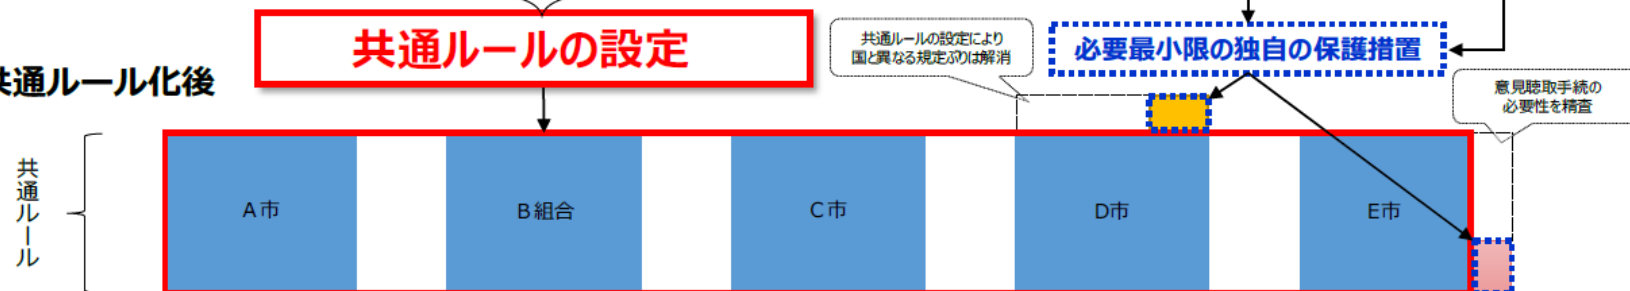 共通ルールの設定
共通ルールの設定により
国と異なる規定ぶりは解消
必要最小限の独自の保護措置
共通ルール化後
意見聴取手続の
必要性を精査
共通ルール
A市
B組合
C市
D市
E市